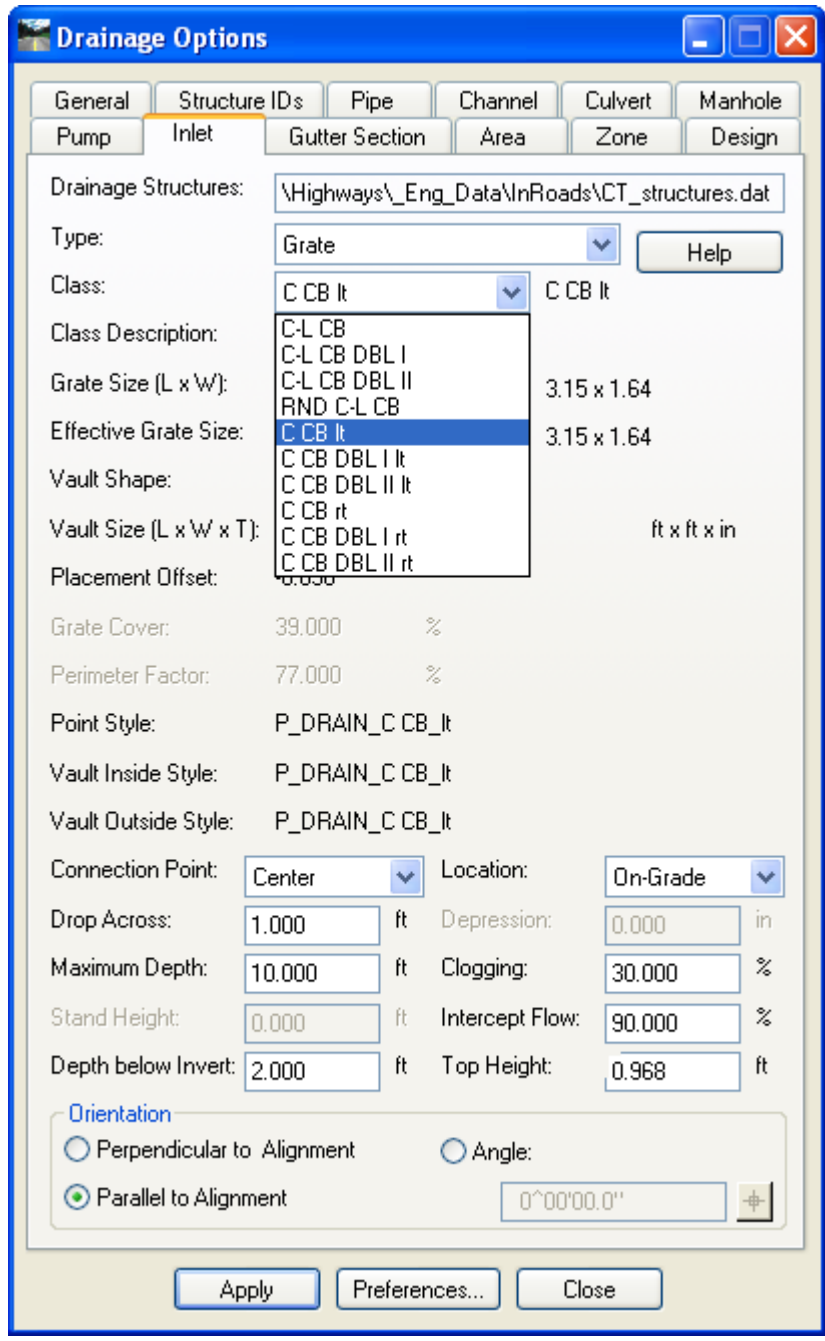 Drainage Options
General Structure IDs Pipe Channel Culvert Manhole
Pump Inlet Gutter Section Area Zone Design
Drainage Structures: \Highways\_Eng_Data\InRoads\CT_structures.dat
Type: Grate Help
Class: C CB lt C CB lt
Class Description:
C-L CB
C-L CB DBL I
C-L CB DBL II
RND C-L CB
C CB lt
C CB DBL I lt
C CB DBL II lt
C CB rt
C CB DBL I rt
C CB DBL II rt
Grate Size (L x W): 3.15 x 1.64
Effective Grate Size: 3.15 x 1.64
Vault Shape:
Vault Size (L x W x T): ft x ft x in
Placement Offset:
Grate Cover: 39.000 %
Perimeter Factor: 77.000 %
Point Style: P_DRAIN_C CB_lt
Vault Inside Style: P_DRAIN_C CB_lt
Vault Outside Style: P_DRAIN_C CB_lt
Connection Point: Center Location: On-Grade
Drop Across: 1.000 ft Depression: 0.000 in
Maximum Depth: 10.000 ft Clogging: 30.000 %
Stand Height: 0.000 ft Intercept Flow: 90.000 %
Depth below Invert: 2.000 ft Top Height: 0.968 ft
Orientation
Perpendicular to Alignment Angle:
Parallel to Alignment 0^00'00.0"
Apply Preferences... Close